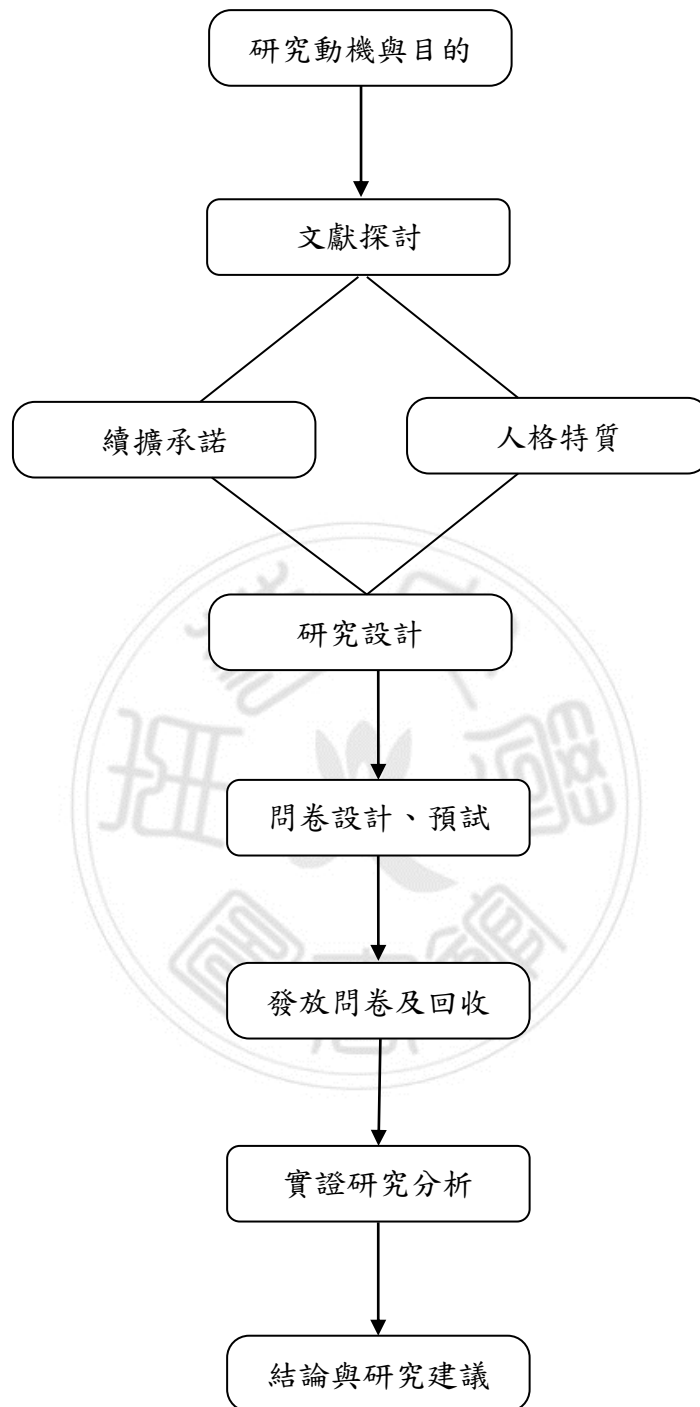 研究動機與目的
文獻探討
續擴承諾
人格特質
研究設計
問卷設計、預試
發放問卷及回收
實證研究分析
結論與研究建議